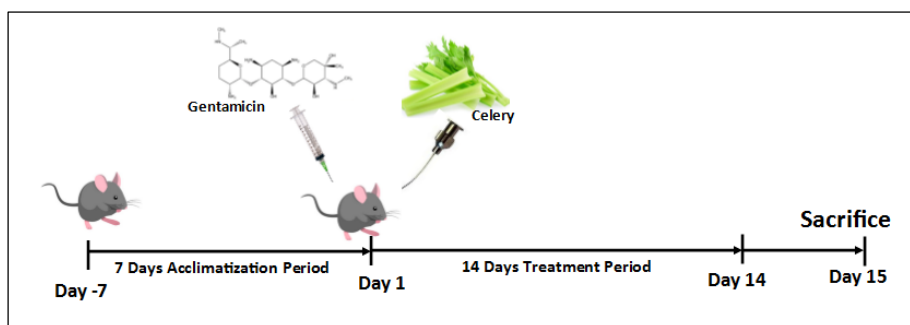 Gentamicin
Celery
Sacrifice
7 Days Acclimatization Period
14 Days Treatment Period
Day -7
Day 1
Day 14
Day 15